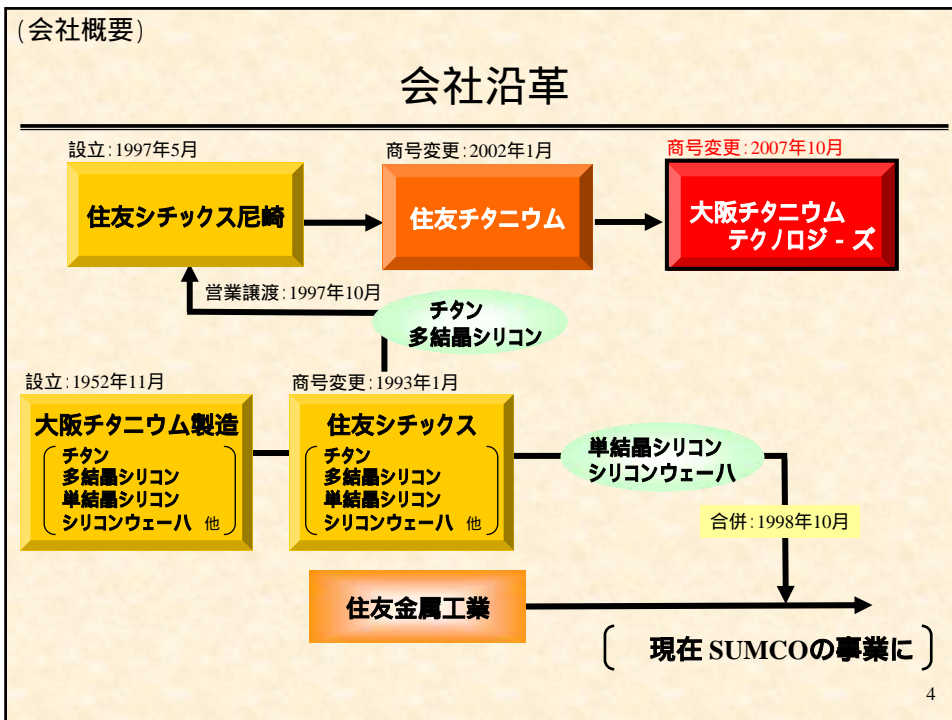 (会社概要)
会社沿革
設立:1997年5月
商号変更:2002年1月
商号変更:2007年10月
住友シチックス尼崎
住友チタニウム
大阪チタニウム
テクノロジ-ズ
営業譲渡:1997年10月
チタン
多結晶シリコン
設立:1952年11月
商号変更:1993年1月
大阪チタニウム製造
チタン
多結晶シリコン
単結晶シリコン
シリコンウェーハ 他
住友シチックス
チタン
多結晶シリコン
単結晶シリコン
シリコンウェーハ 他
単結晶シリコン
シリコンウェーハ
合併:1998年10月
住友金属工業
現在 SUMCOの事業に
4